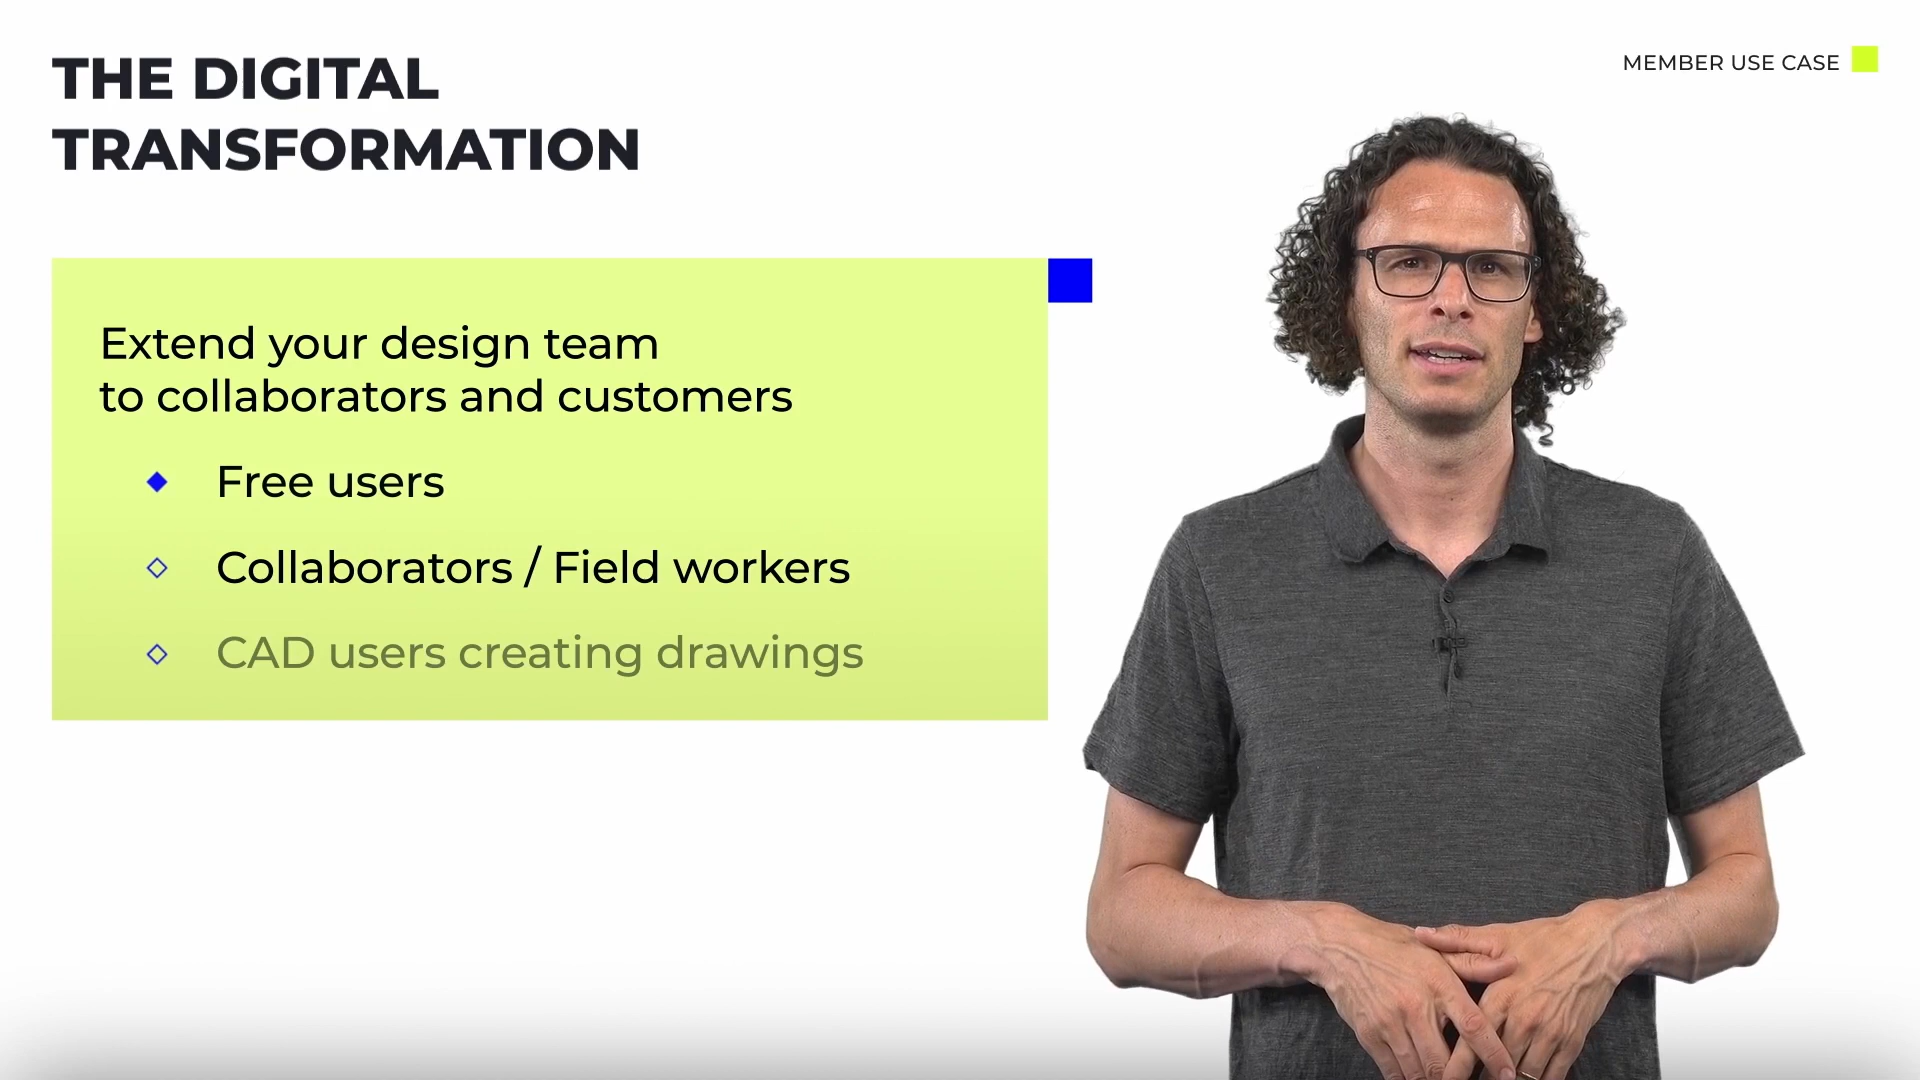 THE DIGITAL
TRANSFORMATION
MEMBER USE CASE
Extend your design team
to collaborators and customers
Free users
Collaborators / Field workers
CAD users creating drawings